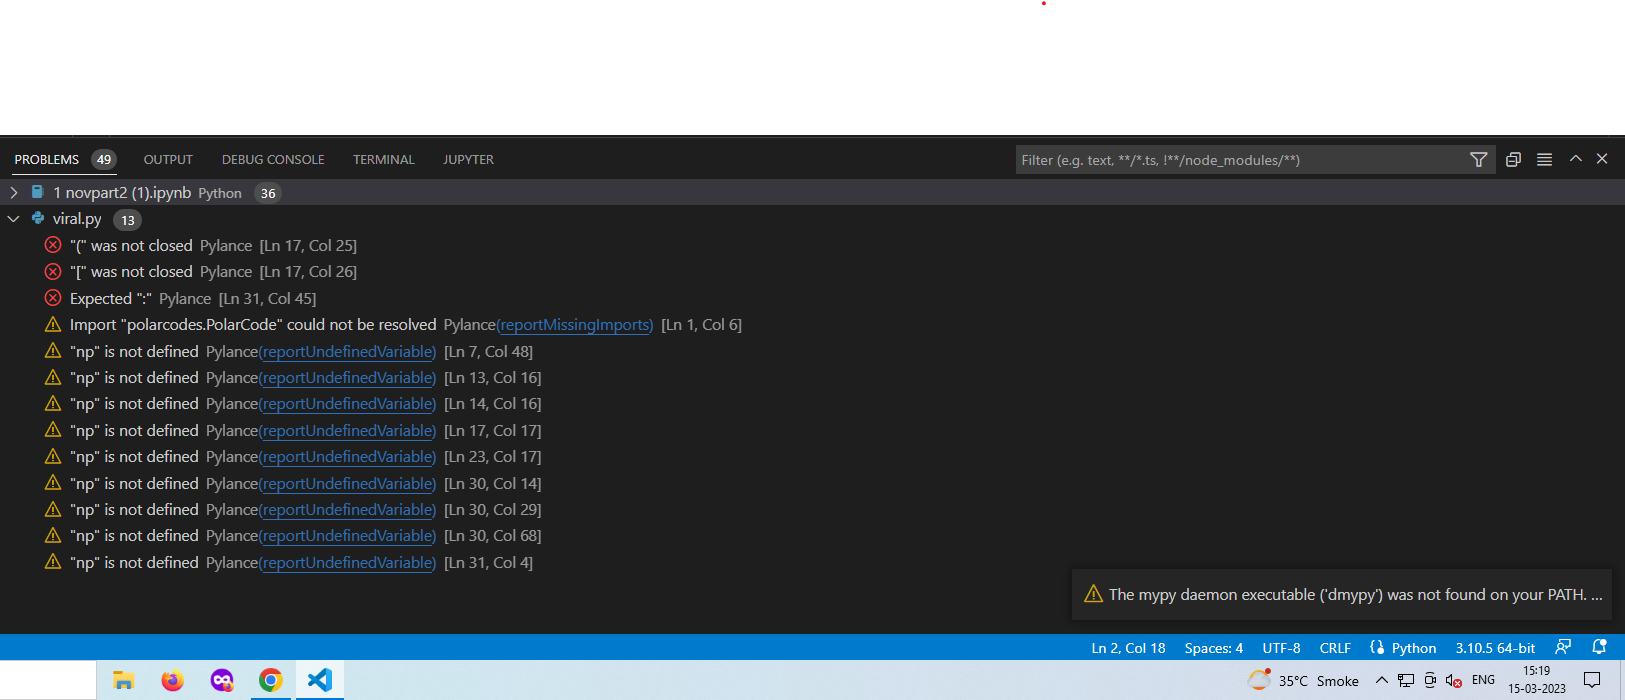 PROBLEMS 49 OUTPUT DEBUG CONSOLE TERMINAL JUPYTER Filter (e.g. text, **/*.ts, !**/node_modules/**)
1 novpart2 (1).ipynb Python 36
viral.py 13
"(" was not closed Pylance [Ln 17, Col 25]
"[" was not closed Pylance [Ln 17, Col 26]
Expected ":" Pylance [Ln 31, Col 45]
Import "polarcodes.PolarCode" could not be resolved Pylance(reportMissingImports) [Ln 1, Col 6]
"np" is not defined Pylance(reportUndefinedVariable) [Ln 7, Col 48]
"np" is not defined Pylance(reportUndefinedVariable) [Ln 13, Col 16]
"np" is not defined Pylance(reportUndefinedVariable) [Ln 14, Col 16]
"np" is not defined Pylance(reportUndefinedVariable) [Ln 17, Col 17]
"np" is not defined Pylance(reportUndefinedVariable) [Ln 23, Col 17]
"np" is not defined Pylance(reportUndefinedVariable) [Ln 30, Col 14]
"np" is not defined Pylance(reportUndefinedVariable) [Ln 30, Col 29]
"np" is not defined Pylance(reportUndefinedVariable) [Ln 30, Col 68]
"np" is not defined Pylance(reportUndefinedVariable) [Ln 31, Col 4]
The mypy daemon executable ('dmypy') was not found on your PATH. ...
Ln 2, Col 18 Spaces: 4 UTF-8 CRLF Python 3.10.5 64-bit
35°C Smoke ENG 15:19
15-03-2023